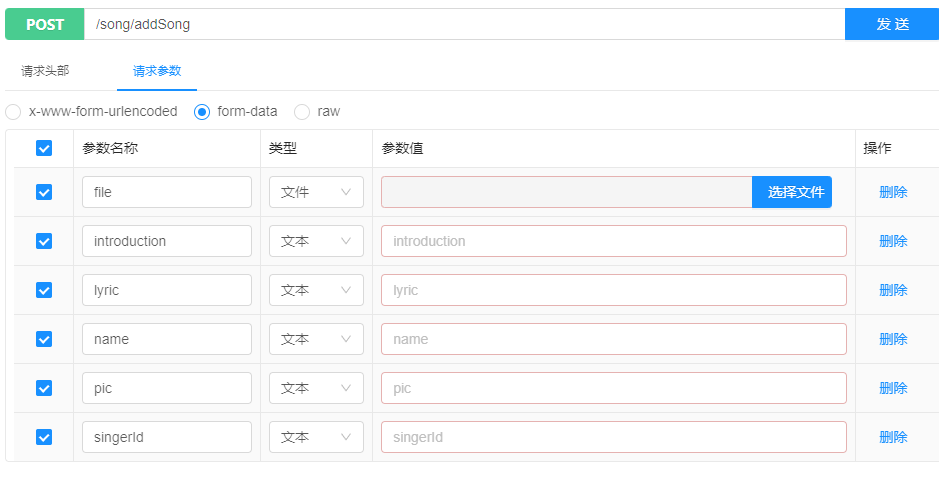 POST /song/addSong 发 送
请求头部 请求参数
x-www-form-urlencoded form-data raw
参数名称 类型 参数值 操作
file 文件 选择文件 删除
introduction 文本 introduction 删除
lyric 文本 lyric 删除
name 文本 name 删除
pic 文本 pic 删除
singerId 文本 singerId 删除